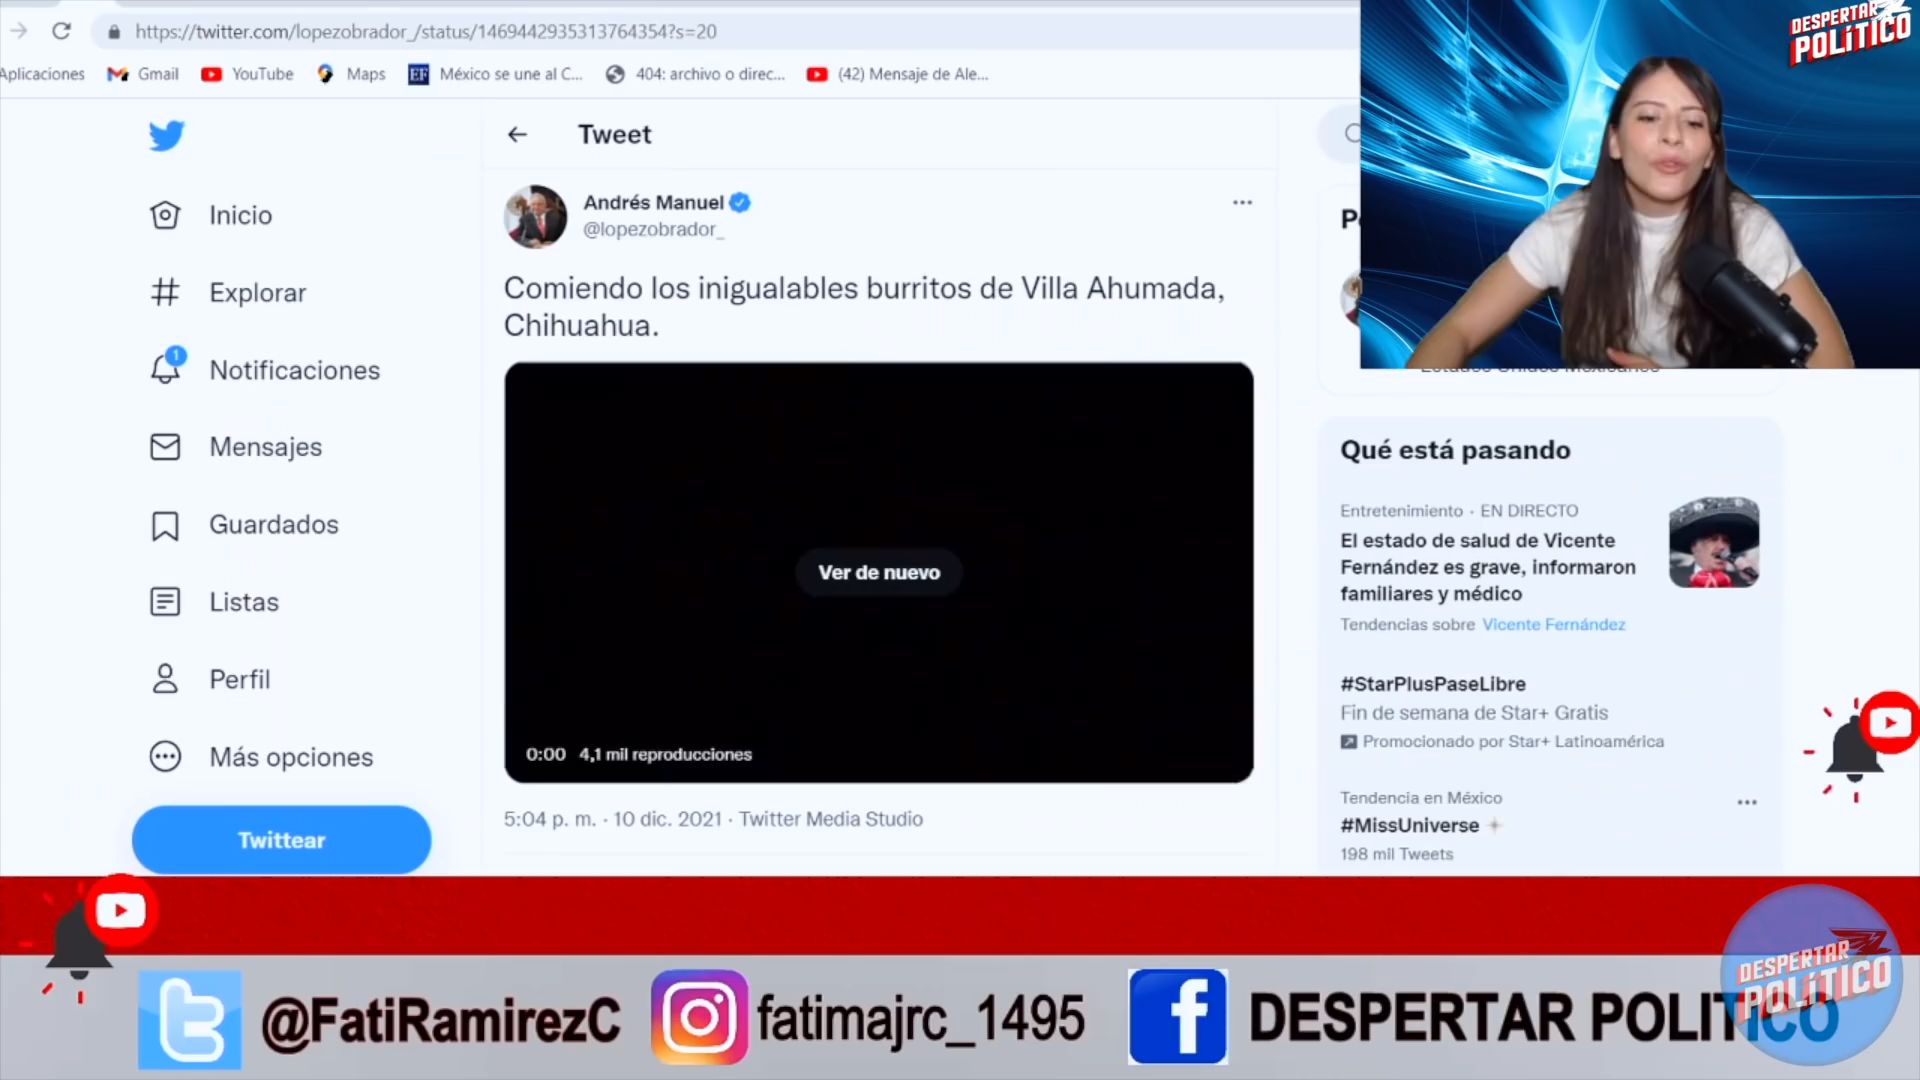 https://twitter.com/lopezobrador_/status/1469442935313764354?s=20
Aplicaciones
Gmail
YouTube
Maps
EF
México se une al C...
404: archivo o direc...
(42) Mensaje de Ale...
DESPERTAR
POLÍTICO
Tweet
Inicio
Explorar
1
Notificaciones
Mensajes
Guardados
Listas
Perfil
Más opciones
Twittear
Andrés Manuel
@lopezobrador_
Comiendo los inigualables burritos de Villa Ahumada,
Chihuahua.
Ver de nuevo
0:00 4,1 mil reproducciones
5:04 p. m. · 10 dic. 2021 · Twitter Media Studio
Qué está pasando
Entretenimiento · EN DIRECTO
El estado de salud de Vicente
Fernández es grave, informaron
familiares y médico
Tendencias sobre Vicente Fernández
#StarPlusPaseLibre
Fin de semana de Star+ Gratis
Promocionado por Star+ Latinoamérica
Tendencia en México
#MissUniverse
198 mil Tweets
@FatiRamirezC
fatimajrc_1495
DESPERTAR POLITICO
DESPERTAR
POLÍTICO